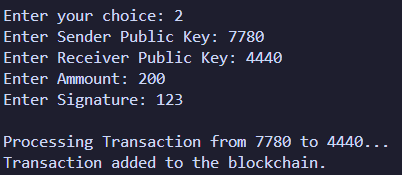 Enter your choice: 2
Enter Sender Public Key: 7780
Enter Receiver Public Key: 4440
Enter Ammount: 200
Enter Signature: 123
Processing Transaction from 7780 to 4440...
Transaction added to the blockchain.